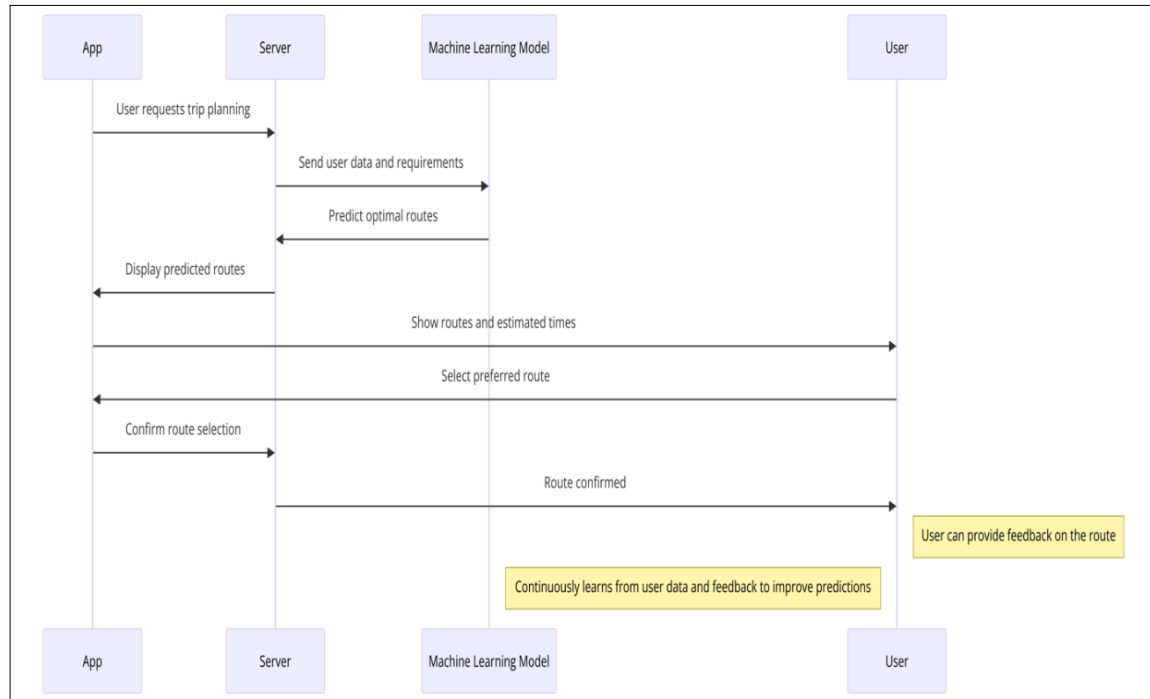 App
Server
Machine Learning Model
User
User requests trip planning
Send user data and requirements
Predict optimal routes
Display predicted routes
Show routes and estimated times
Select preferred route
Confirm route selection
Route confirmed
User can provide feedback on the route
Continuously learns from user data and feedback to improve predictions
App
Server
Machine Learning Model
User